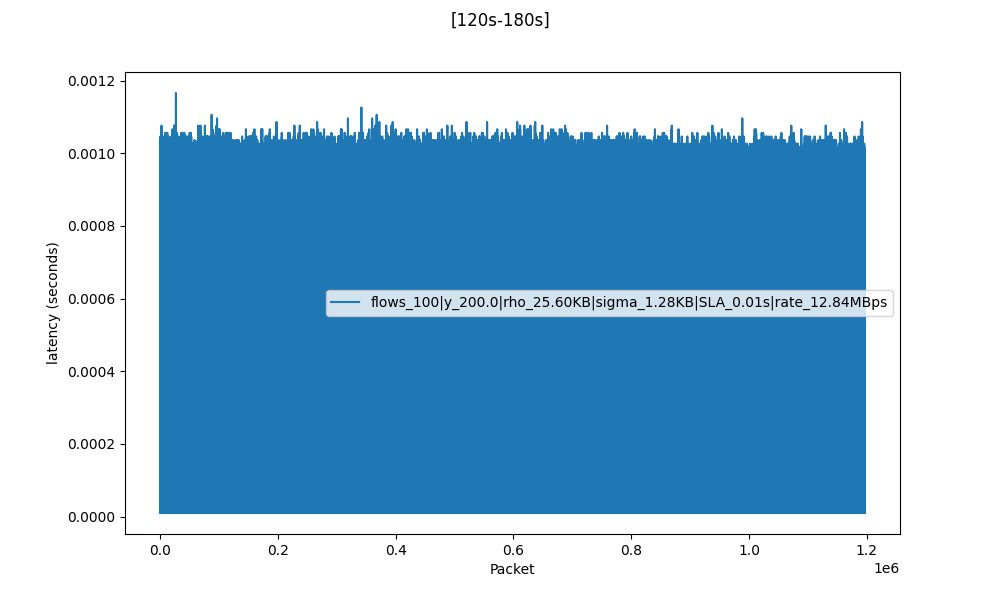 [120s-180s]
0.0012
0.0010
0.0008
0.0006
0.0004
0.0002
0.0000
latency (seconds)
flows_100|y_200.0|rho_25.60KB|sigma_1.28KB|SLA_0.01s|rate_12.84MBps
0.0 0.2 0.4 0.6 0.8 1.0 1.2
1e6
Packet